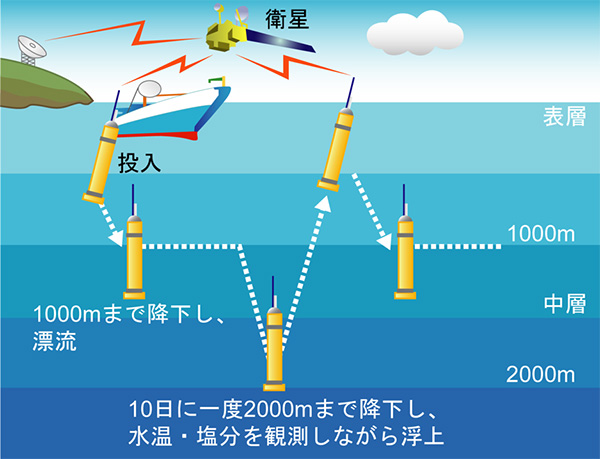 衛星
表層
投入
1000m
1000mまで降下し、
漂流
中層
2000m
10日に一度2000mまで降下し、
水温・塩分を観測しながら浮上